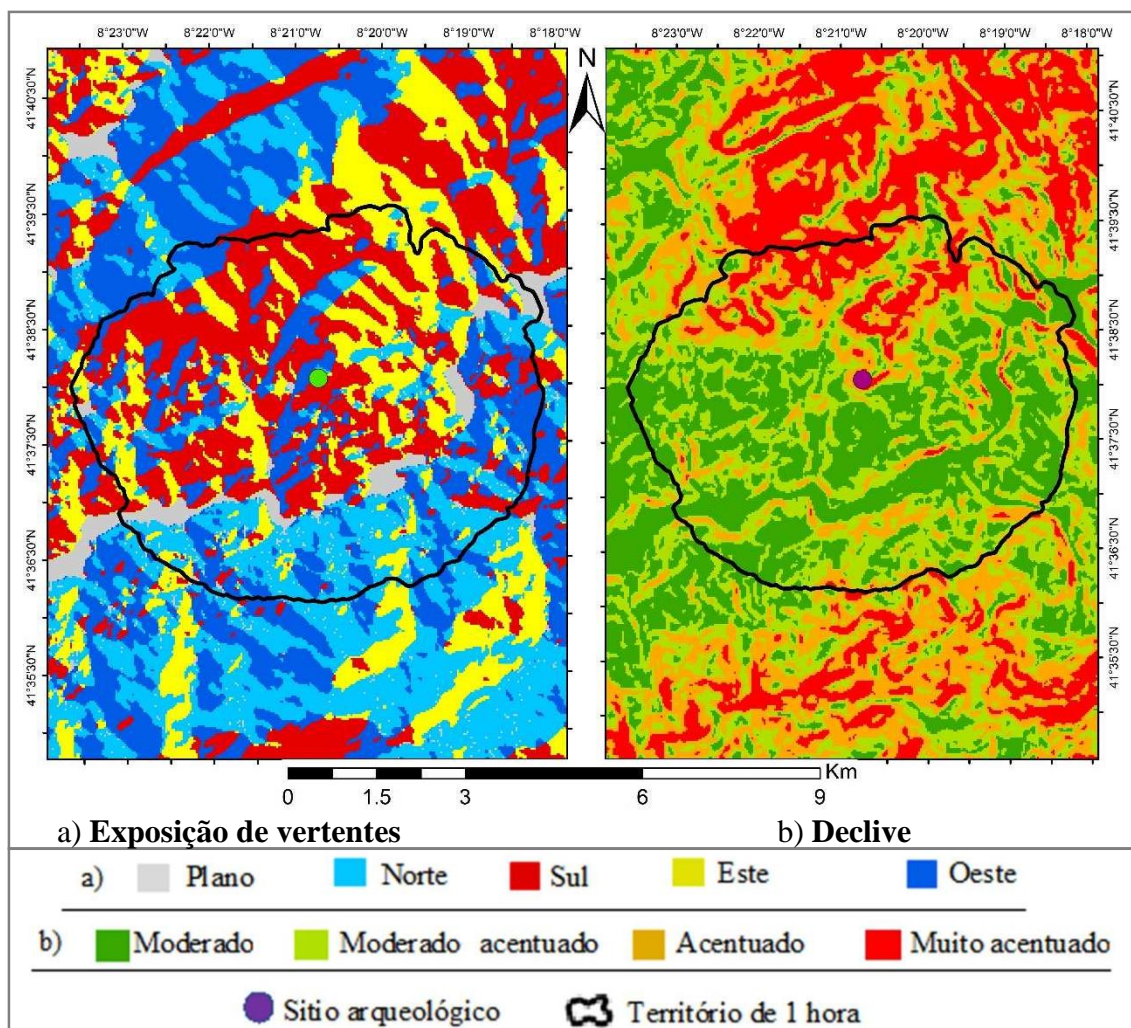 8°23'0"W 8°22'0"W 8°21'0"W 8°20'0"W 8°19'0"W 8°18'0"W
8°23'0"W 8°22'0"W 8°21'0"W 8°20'0"W 8°19'0"W 8°18'0"W
N
41°40'30"N
41°39'30"N
41°38'30"N
41°37'30"N
41°36'30"N
41°35'30"N
41°40'30"N
41°39'30"N
41°38'30"N
41°37'30"N
41°36'30"N
41°35'30"N
Km
0 1.5 3 6 9
a) Exposição de vertentes
b) Declive
a) Plano Norte Sul Este Oeste
b) Moderado Moderado acentuado Acentuado Muito acentuado
Sitio arqueológico Território de 1 hora